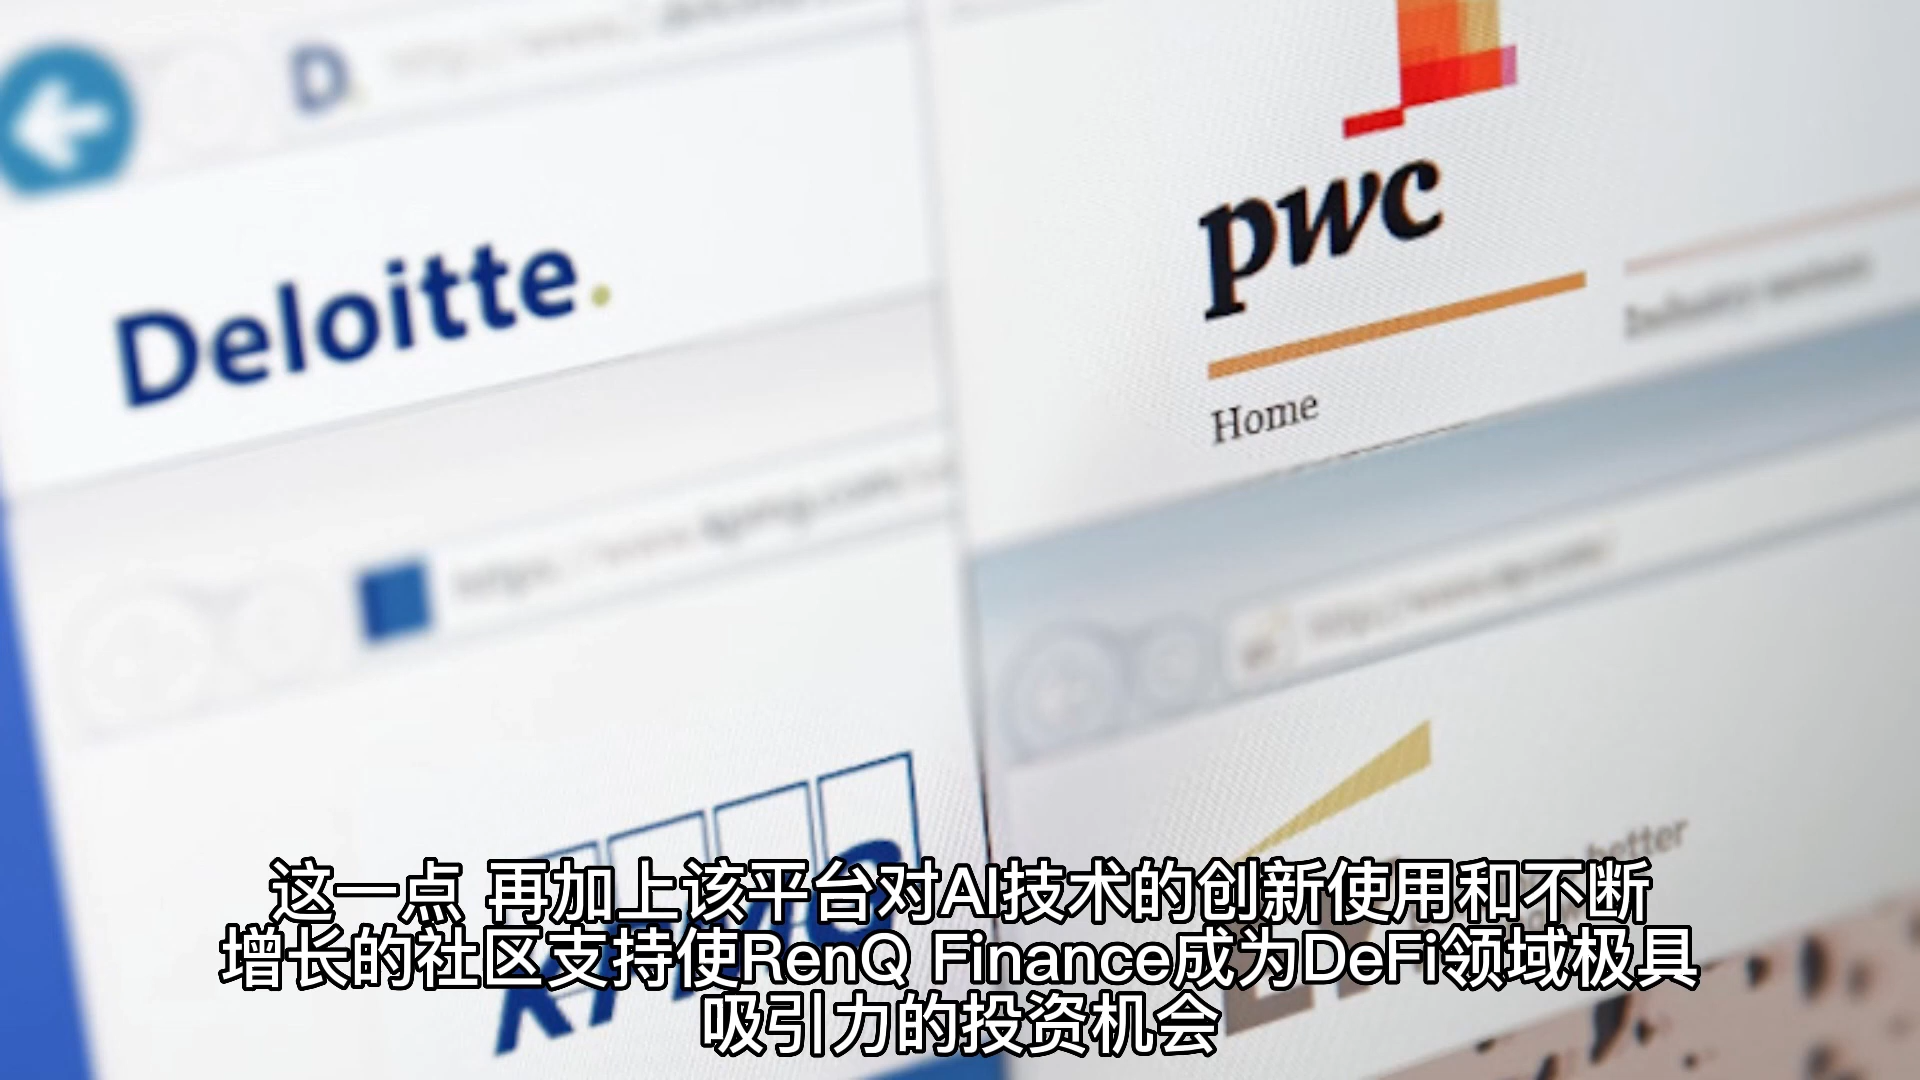 D.
Deloitte.
pwc
Home
KPMG
better
这一点 再加上该平台对AI技术的创新使用和不断
增长的社区支持使RenQ Finance成为DeFi领域极具
吸引力的投资机会